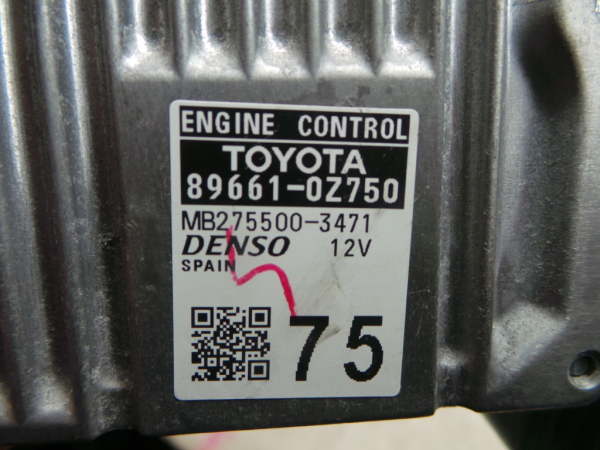 ENGINE CONTROL
TOYOTA
89661-0Z750
MB275500-3471
DENSO 12V
SPAIN
75